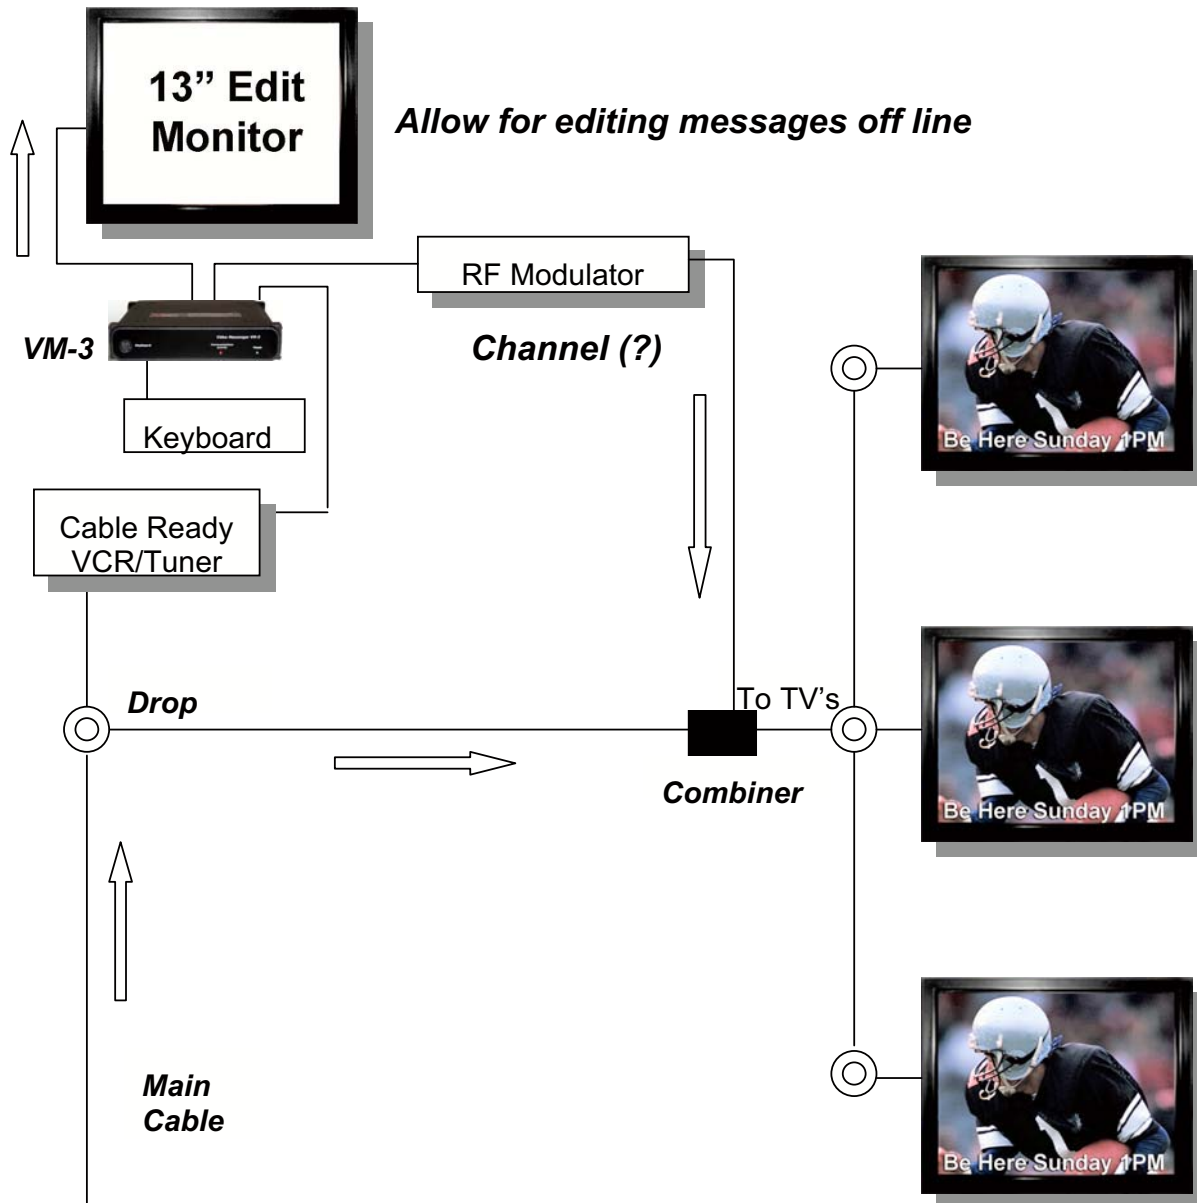 13” Edit
Monitor
Allow for editing messages off line
RF Modulator
VM-3
Channel (?)
Keyboard
Cable Ready
VCR/Tuner
Be Here Sunday 1PM
Drop
To TV's
Combiner
Be Here Sunday 1PM
Main
Cable
Be Here Sunday 1PM